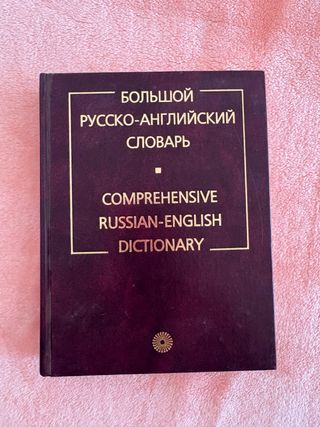 БОЛЬШОЙ
РУССКО-АНГЛИЙСКИЙ
СЛОВАРЬ
COMPREHENSIVE
RUSSIAN-ENGLISH
DICTIONARY